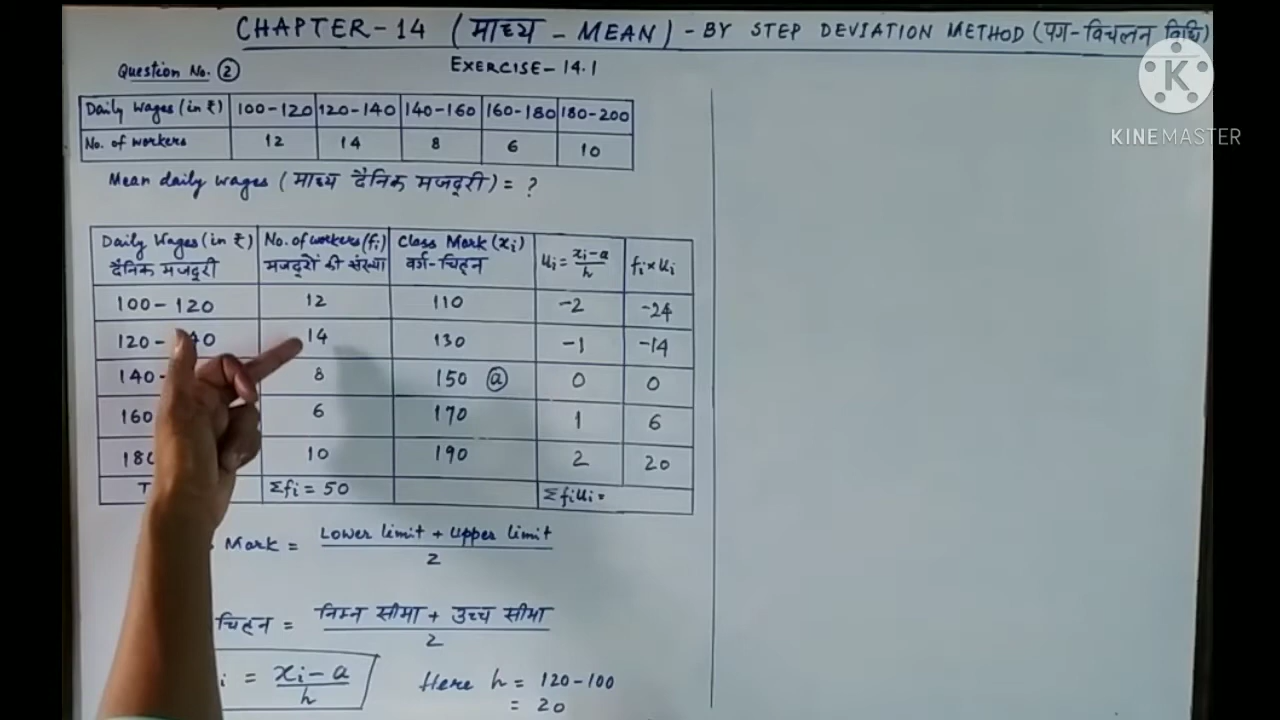 CHAPTER-14 (माध्य - MEAN) - BY STEP DEVIATION METHOD (पग-विचलन विधि)
EXERCISE-14.1
Question No. 2
Daily Wages (in ₹) 100-120 120-140 140-160 160-180 180-200
No. of workers 12 14 8 6 10
Mean daily wages (माध्य दैनिक मजदूरी) = ?
Daily Wages (in ₹) No. of workers (fi) Class Mark (xi) ui = xi-a/h fi×ui
दैनिक मजदूरी मजदूरों की संख्या वर्ग-चिह्न
100-120 12 110 -2 -24
120- 40 14 130 -1 -14
140- 8 150 a 0 0
160 6 170 1 6
180 10 190 2 20
T Σfi = 50 Σfiui =
Mark = Lower limit + Upper limit
2
चिह्न = निम्न सीमा + उच्च सीमा
2
i = xi-a/h Here h = 120-100
= 20
KINEMASTER